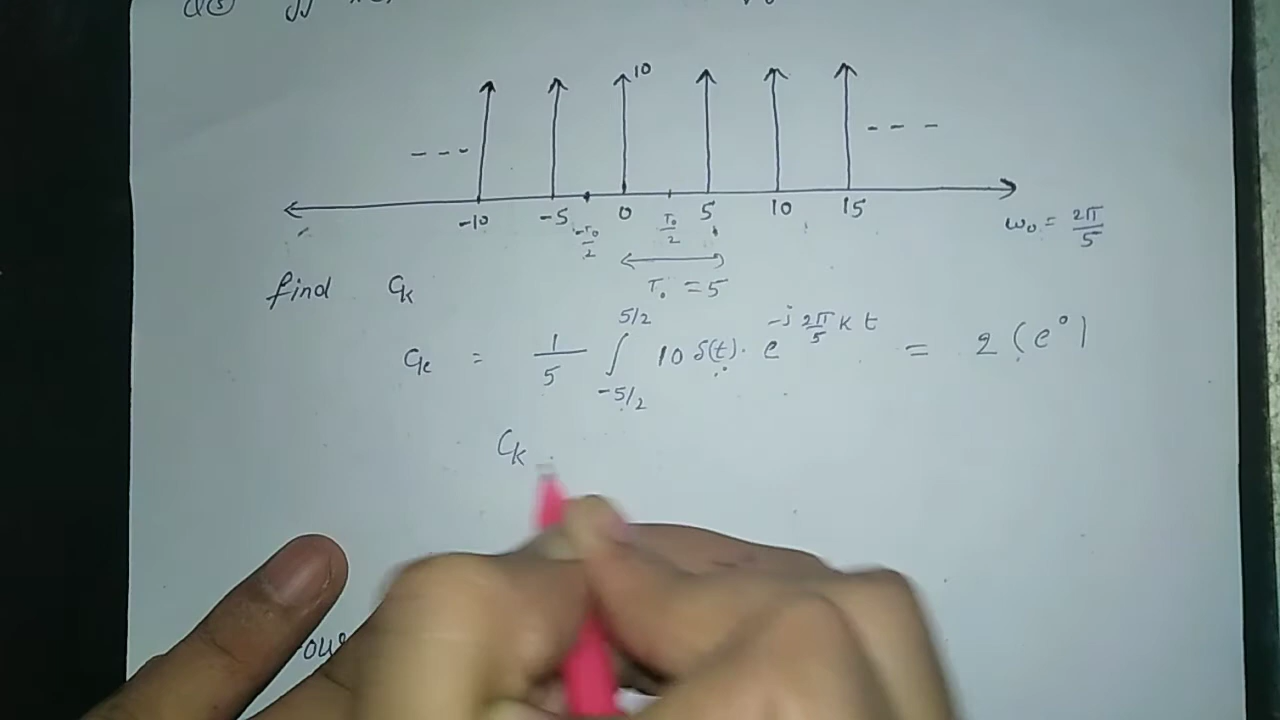 10
-10 -5 0 5 10 15
-T₀/2 T₀/2
ω₀ = 2π/5
T₀ = 5
find Cₖ
Cₖ = 1/5 ∫_{-5/2}^{5/2} 10 δ(t) · e^{-j 2π/5 k t} = 2 (e⁰)
Cₖ